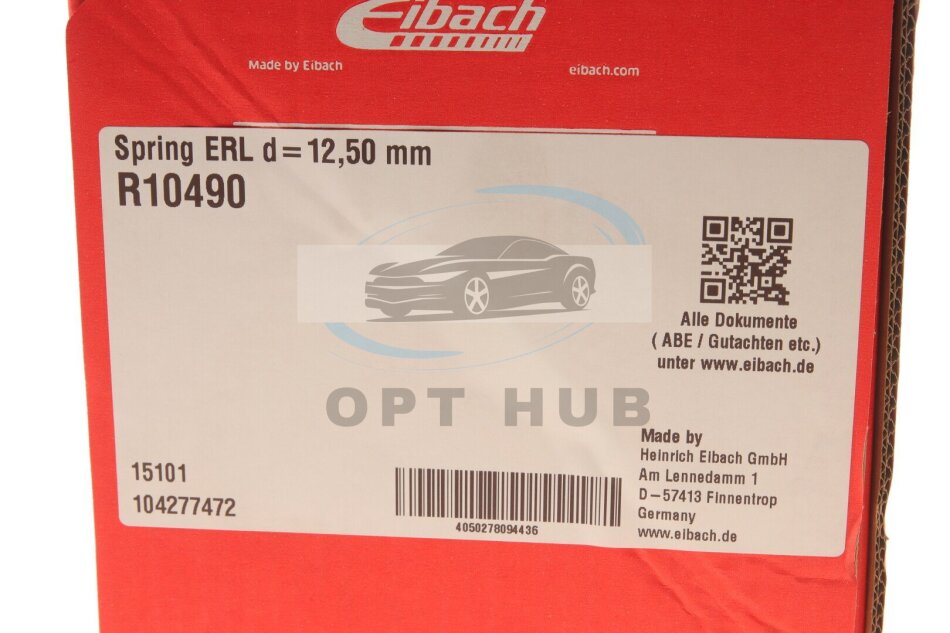 Eibach
Made by Eibach
eibach.com
Spring ERL d=12,50 mm
R10490
OPT HUB
Alle Dokumente
( ABE / Gutachten etc.)
unter www.eibach.de
15101
104277472
4050278094436
Made by
Heinrich Eibach GmbH
Am Lennedamm 1
D-57413 Finnentrop
Germany
www.eibach.de